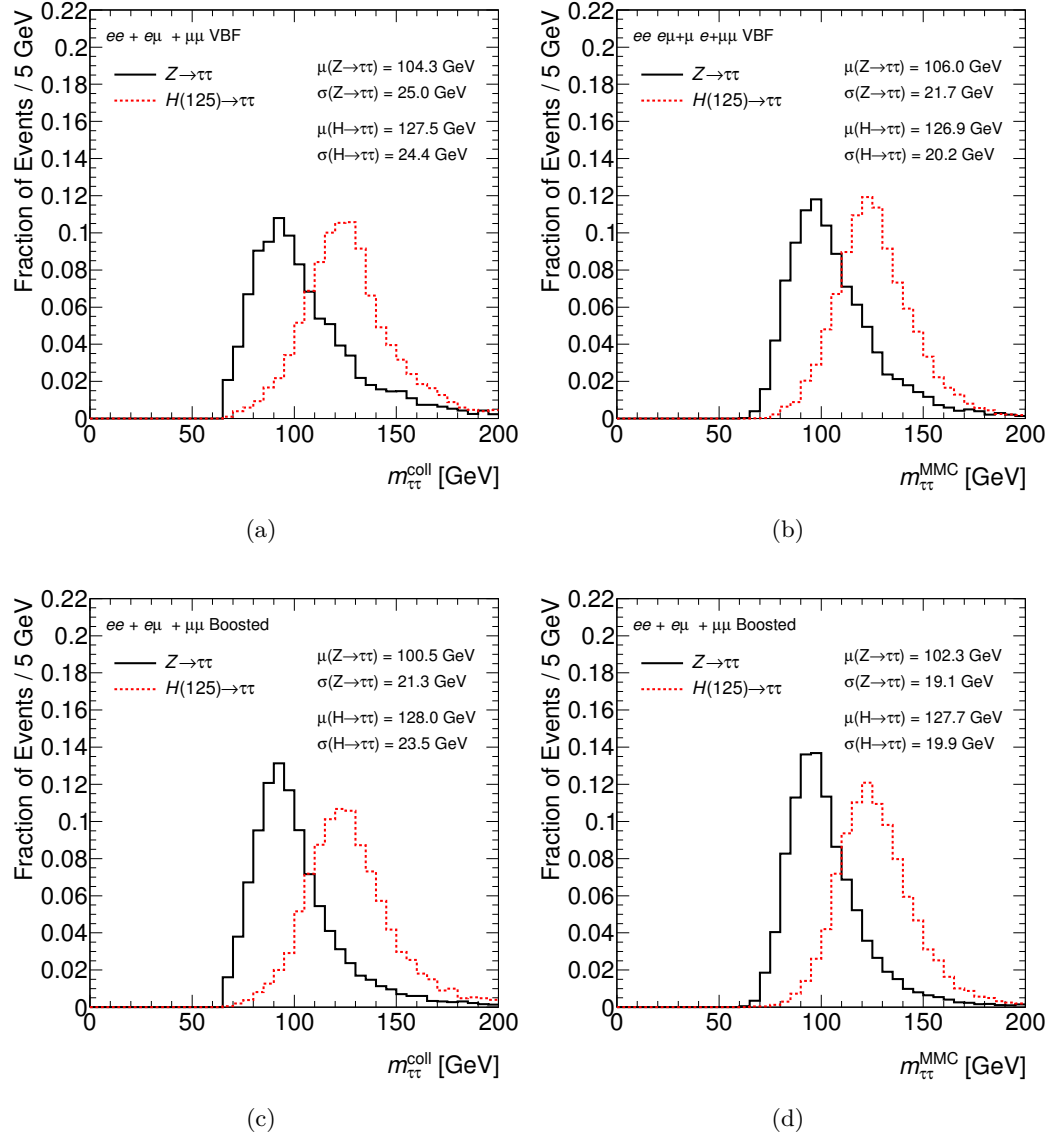 Fraction of Events / 5 GeV
0.22
0.2
0.18
0.16
0.14
0.12
0.1
0.08
0.06
0.04
0.02
0
ee + eμ + μμ VBF
Z→ττ
H(125)→ττ
μ(Z→ττ) = 104.3 GeV
σ(Z→ττ) = 25.0 GeV
μ(H→ττ) = 127.5 GeV
σ(H→ττ) = 24.4 GeV
0 50 100 150 200
m_ττ^coll [GeV]
(a)
Fraction of Events / 5 GeV
0.22
0.2
0.18
0.16
0.14
0.12
0.1
0.08
0.06
0.04
0.02
0
ee eμ+μ e+μμ VBF
Z→ττ
H(125)→ττ
μ(Z→ττ) = 106.0 GeV
σ(Z→ττ) = 21.7 GeV
μ(H→ττ) = 126.9 GeV
σ(H→ττ) = 20.2 GeV
0 50 100 150 200
m_ττ^MMC [GeV]
(b)
Fraction of Events / 5 GeV
0.22
0.2
0.18
0.16
0.14
0.12
0.1
0.08
0.06
0.04
0.02
0
ee + eμ + μμ Boosted
Z→ττ
H(125)→ττ
μ(Z→ττ) = 100.5 GeV
σ(Z→ττ) = 21.3 GeV
μ(H→ττ) = 128.0 GeV
σ(H→ττ) = 23.5 GeV
0 50 100 150 200
m_ττ^coll [GeV]
(c)
Fraction of Events / 5 GeV
0.22
0.2
0.18
0.16
0.14
0.12
0.1
0.08
0.06
0.04
0.02
0
ee + eμ + μμ Boosted
Z→ττ
H(125)→ττ
μ(Z→ττ) = 102.3 GeV
σ(Z→ττ) = 19.1 GeV
μ(H→ττ) = 127.7 GeV
σ(H→ττ) = 19.9 GeV
0 50 100 150 200
m_ττ^MMC [GeV]
(d)